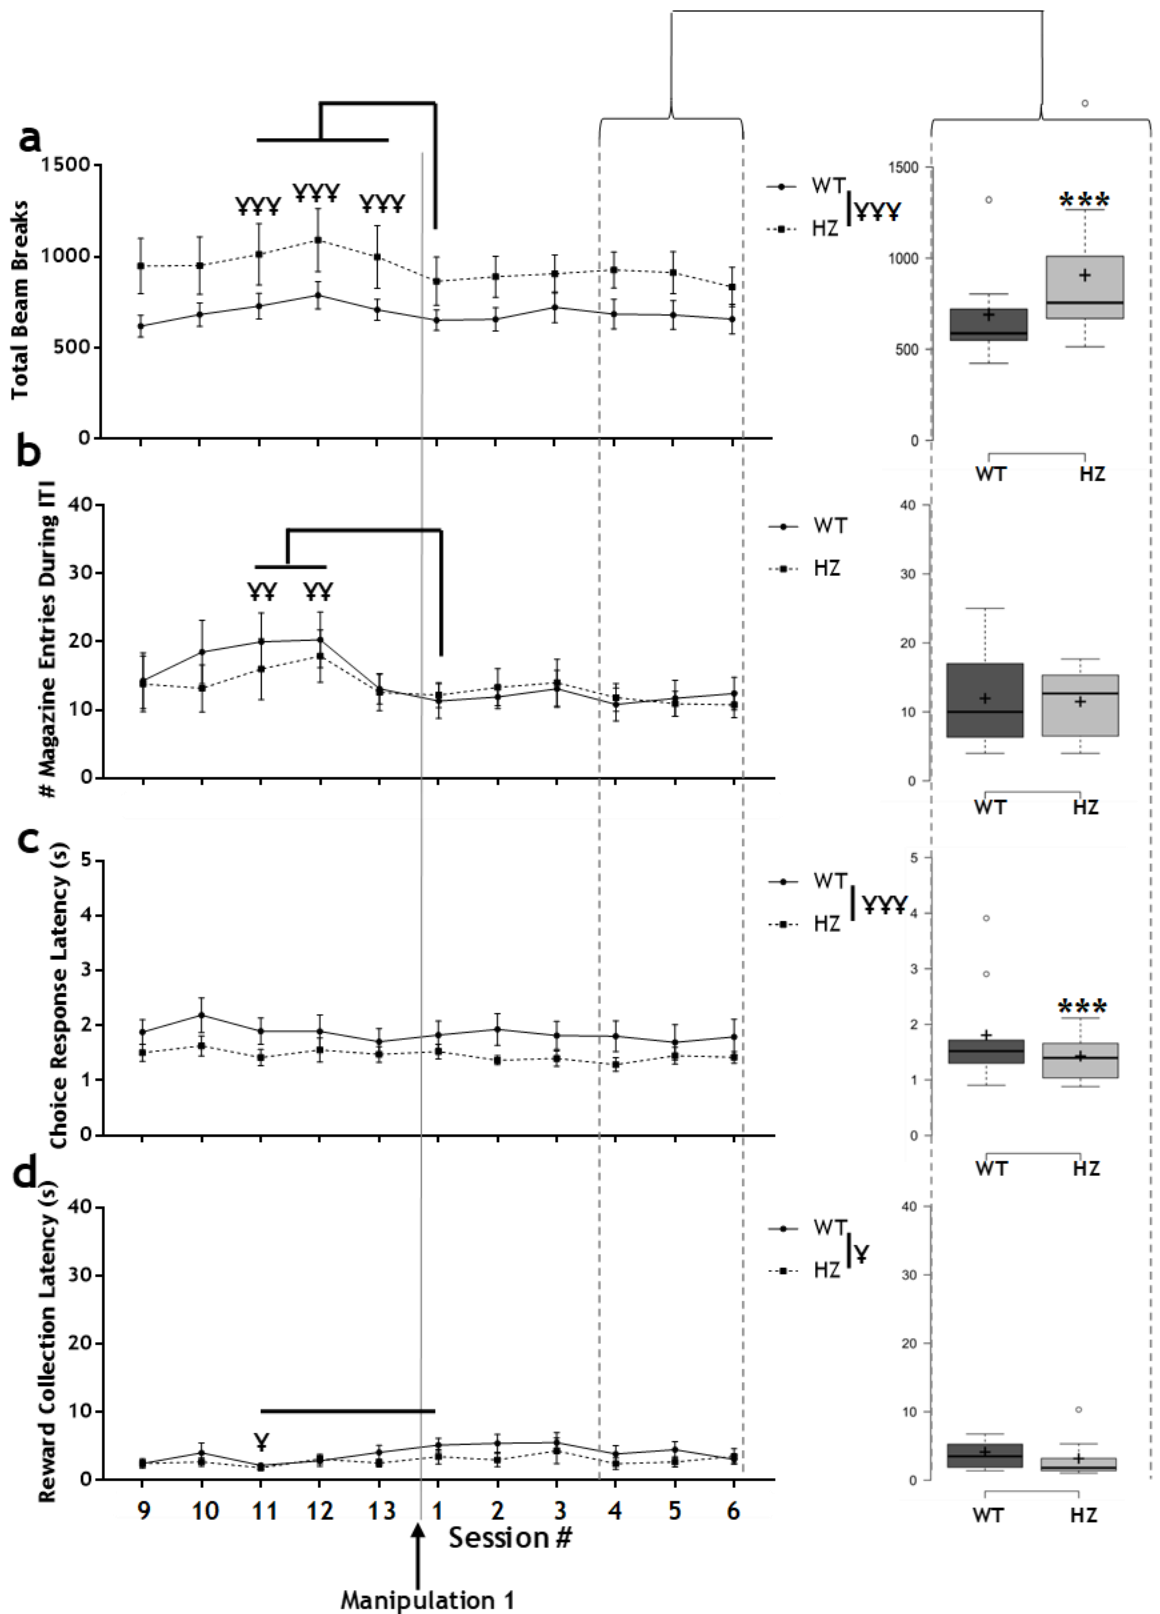 a
Total Beam Breaks
1500
1000
500
0
¥¥¥ ¥¥¥ ¥¥¥
WT
HZ
¥¥¥
1500
1000
500
0
***
WT HZ
b
# Magazine Entries During ITI
40
30
20
10
0
¥¥ ¥¥
WT
HZ
40
30
20
10
0
WT HZ
c
Choice Response Latency (s)
5
4
3
2
1
0
WT
HZ
¥¥¥
5
4
3
2
1
0
***
WT HZ
d
Reward Collection Latency (s)
40
30
20
10
0
¥
WT
HZ
¥
40
30
20
10
0
WT HZ
9 10 11 12 13 1 2 3 4 5 6
Session #
Manipulation 1